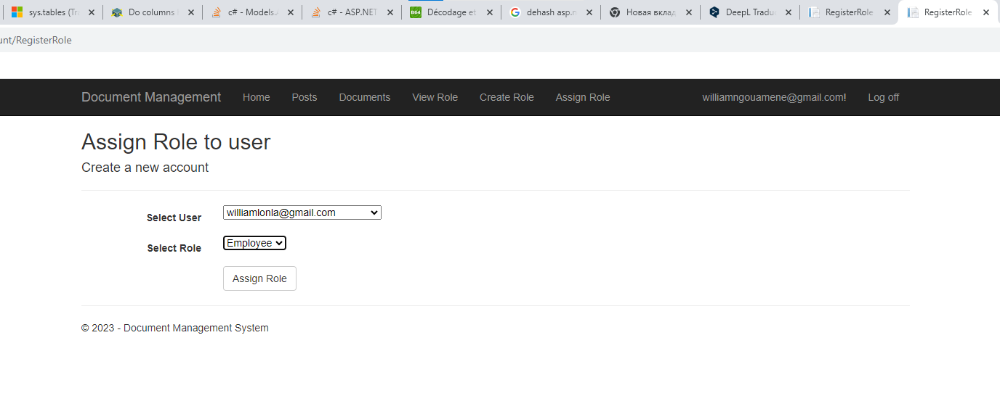 sys.tables (Tra
Do columns
c# - Models.
c# - ASP.NET
B64 Décodage et
dehash asp.n
Новая вклад
DeepL Tradu
RegisterRole
RegisterRole
unt/RegisterRole
Document Management Home Posts Documents View Role Create Role Assign Role williamngouamene@gmail.com! Log off
Assign Role to user
Create a new account
Select User williamlonla@gmail.com
Select Role Employee
Assign Role
© 2023 - Document Management System